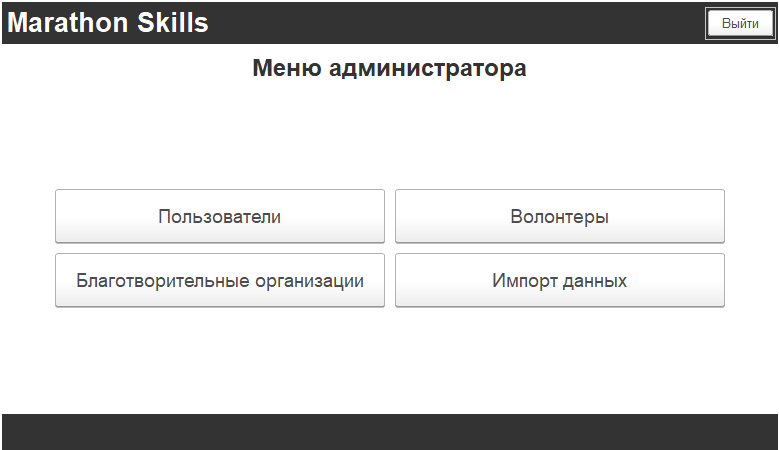 Marathon Skills
Выйти
Меню администратора
Пользователи
Волонтеры
Благотворительные организации
Импорт данных